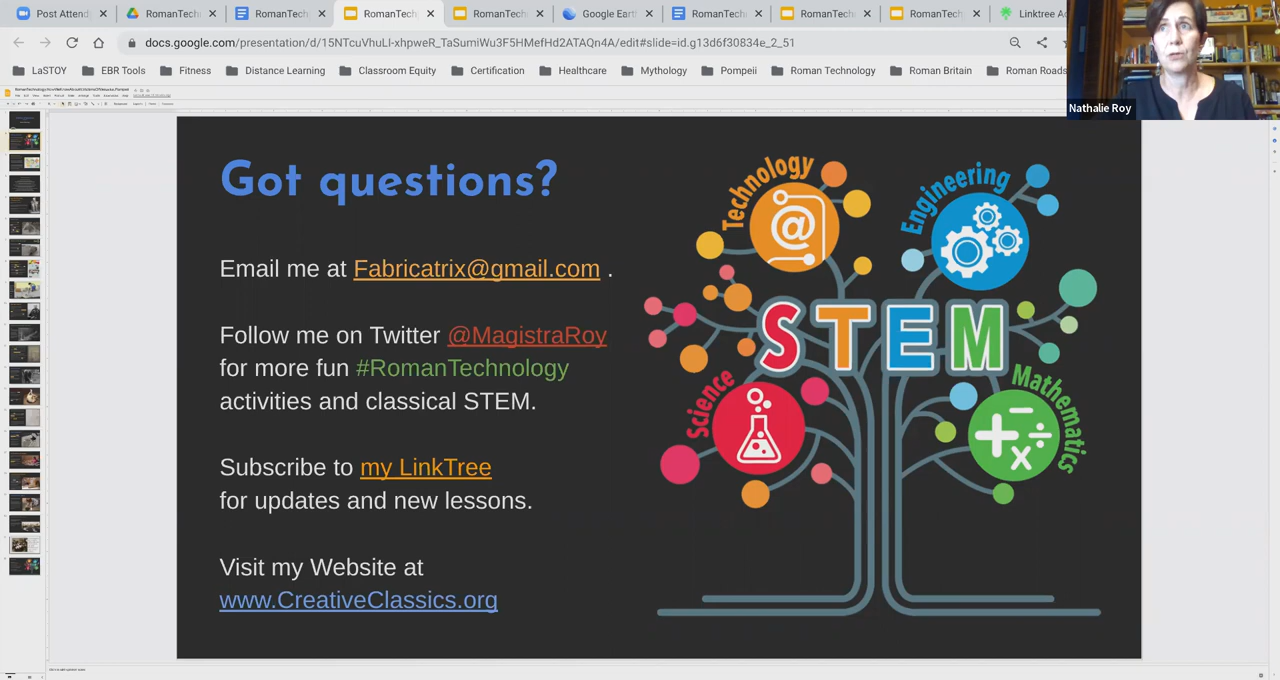 Post Attend
RomanTech
RomanTech
RomanTech
RomanTech
Google Earth
RomanTech
RomanTech
RomanTech
Linktree Ad
docs.google.com/presentation/d/15NTcuVhuLI-xhpweR_TaSumiWu3F5HMefHd2ATAQn4A/edit#slide=id.g13d6f30834e_2_51
LaSTOY
EBR Tools
Fitness
Distance Learning
Classroom Equity
Certification
Healthcare
Mythology
Pompeii
Roman Technology
Roman Britain
Roman Roads
Nathalie Roy
Got questions?
Email me at Fabricatrix@gmail.com .
Follow me on Twitter @MagistraRoy
for more fun #RomanTechnology
activities and classical STEM.
Subscribe to my LinkTree
for updates and new lessons.
Visit my Website at
www.CreativeClassics.org
Technology
@
Engineering
STEM
Science
Mathematics